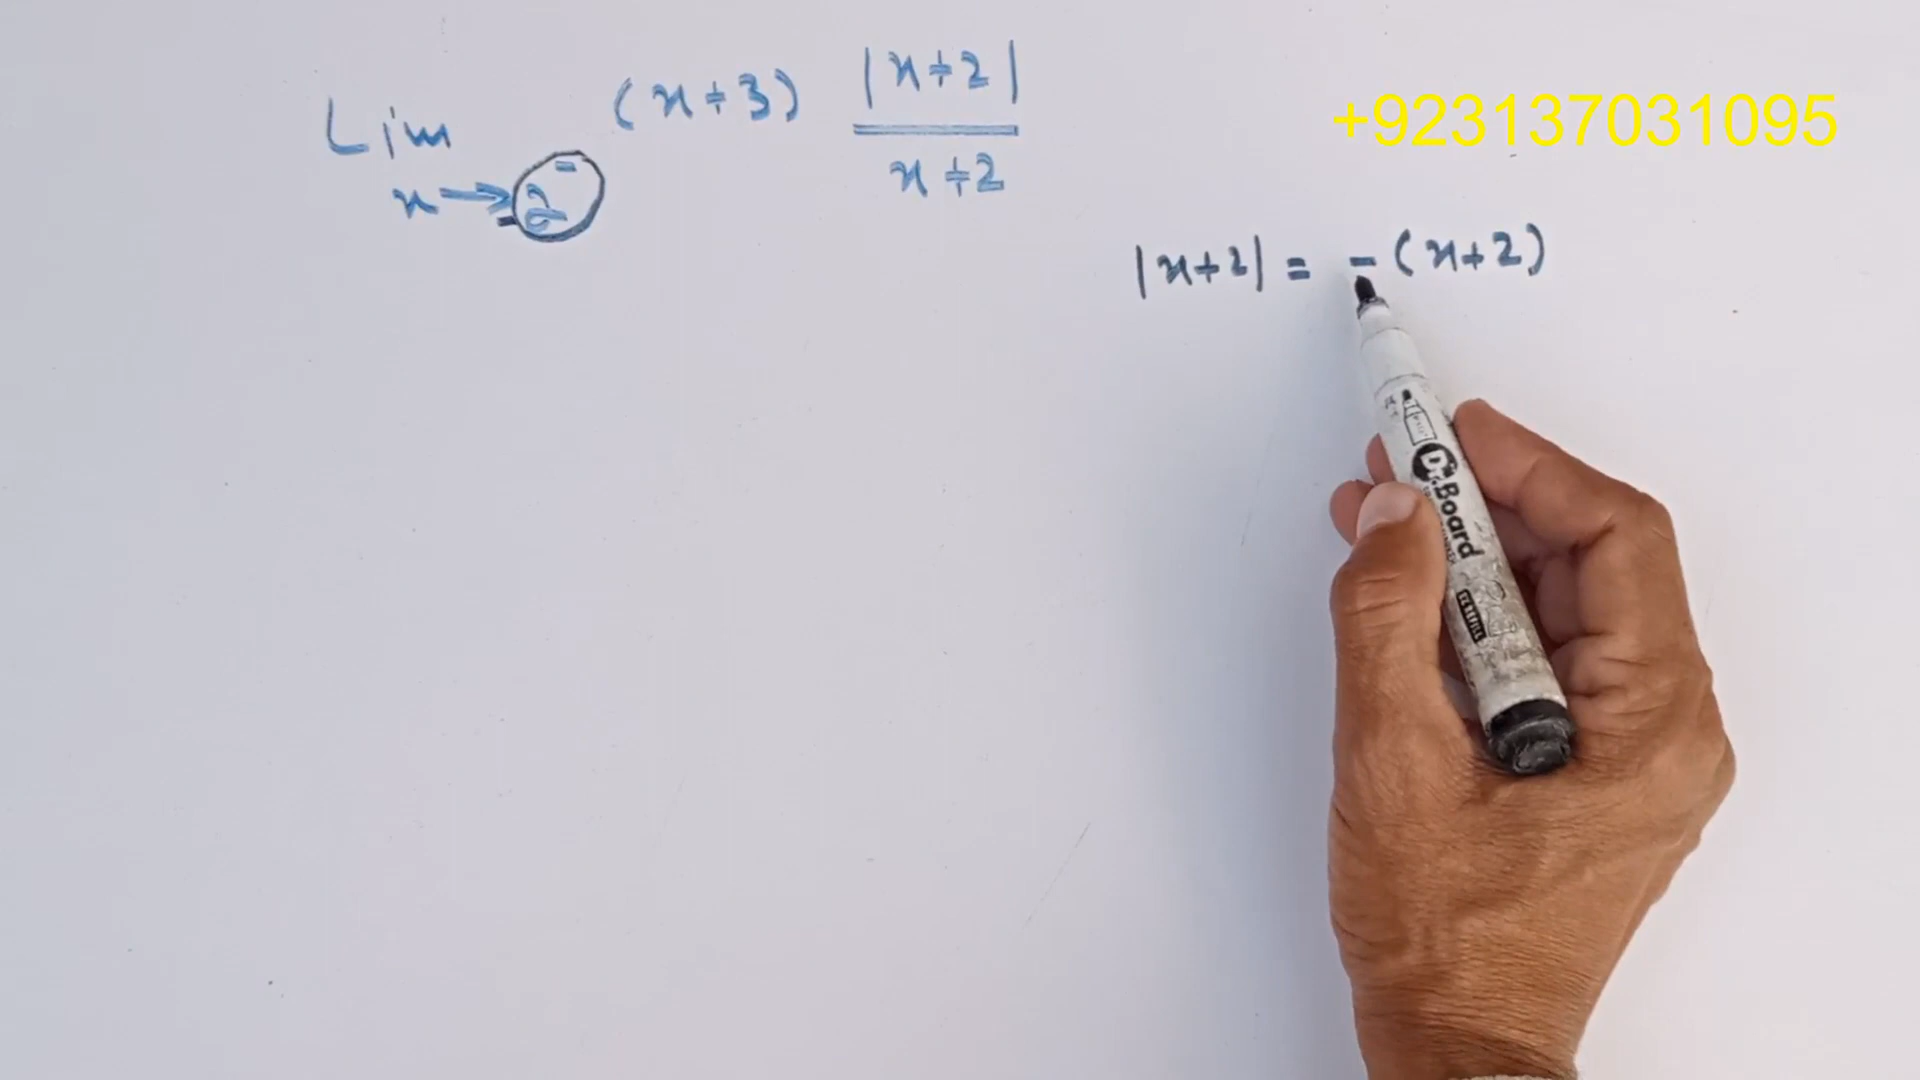 +923137031095
Lim x→-2⁻ (x+3) |x+2| / x+2
|x+2| = -(x+2)
Dr.Board